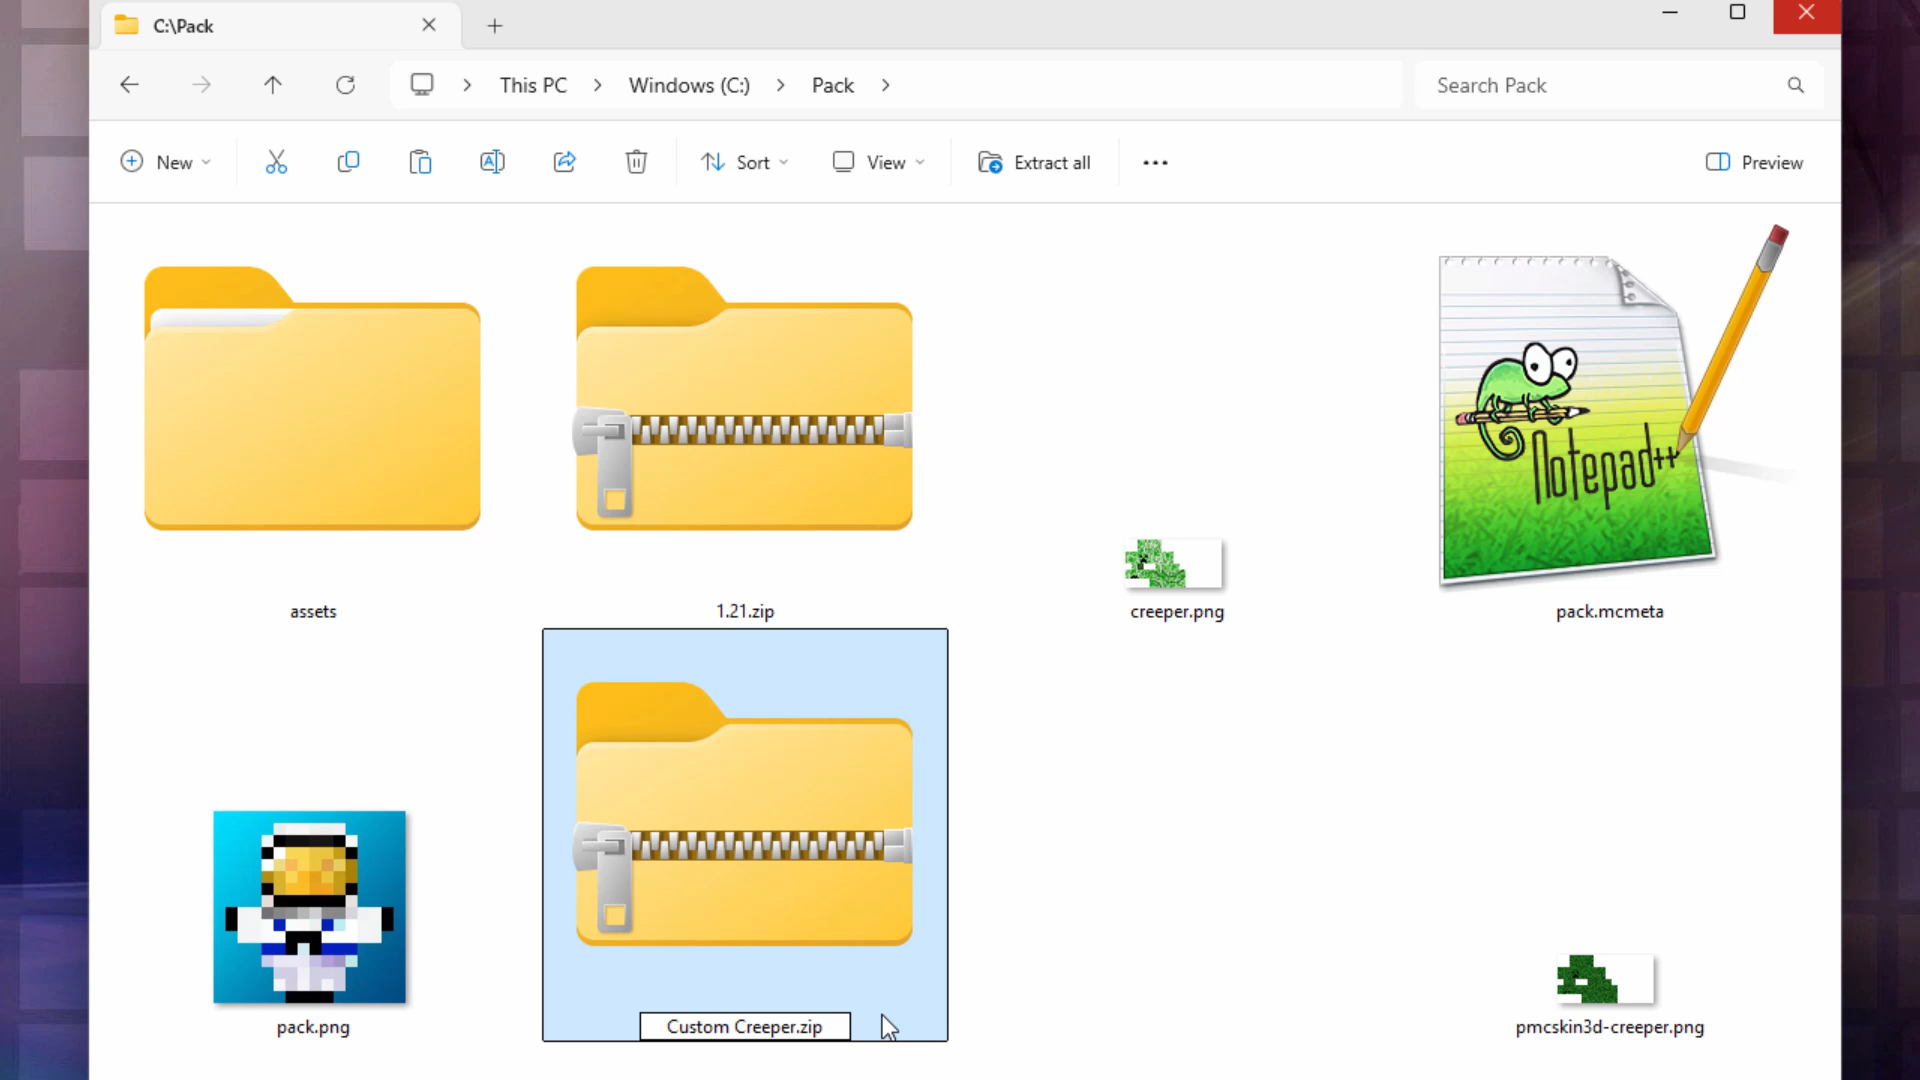 C:\Pack
This PC
Windows (C:)
Pack
Search Pack
New
Sort
View
Extract all
Preview
Notepad++
assets
1.21.zip
creeper.png
pack.mcmeta
pack.png
Custom Creeper.zip
pmcskin3d-creeper.png